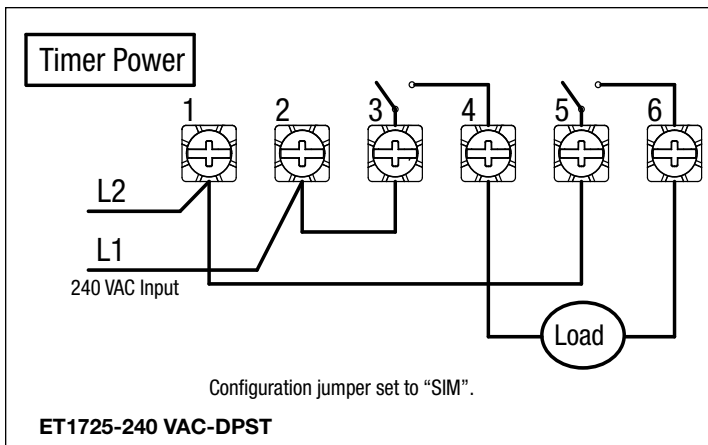 Timer Power
1 2 3 4 5 6
L2
L1
240 VAC Input
Load
Configuration jumper set to “SIM”.
ET1725-240 VAC-DPST